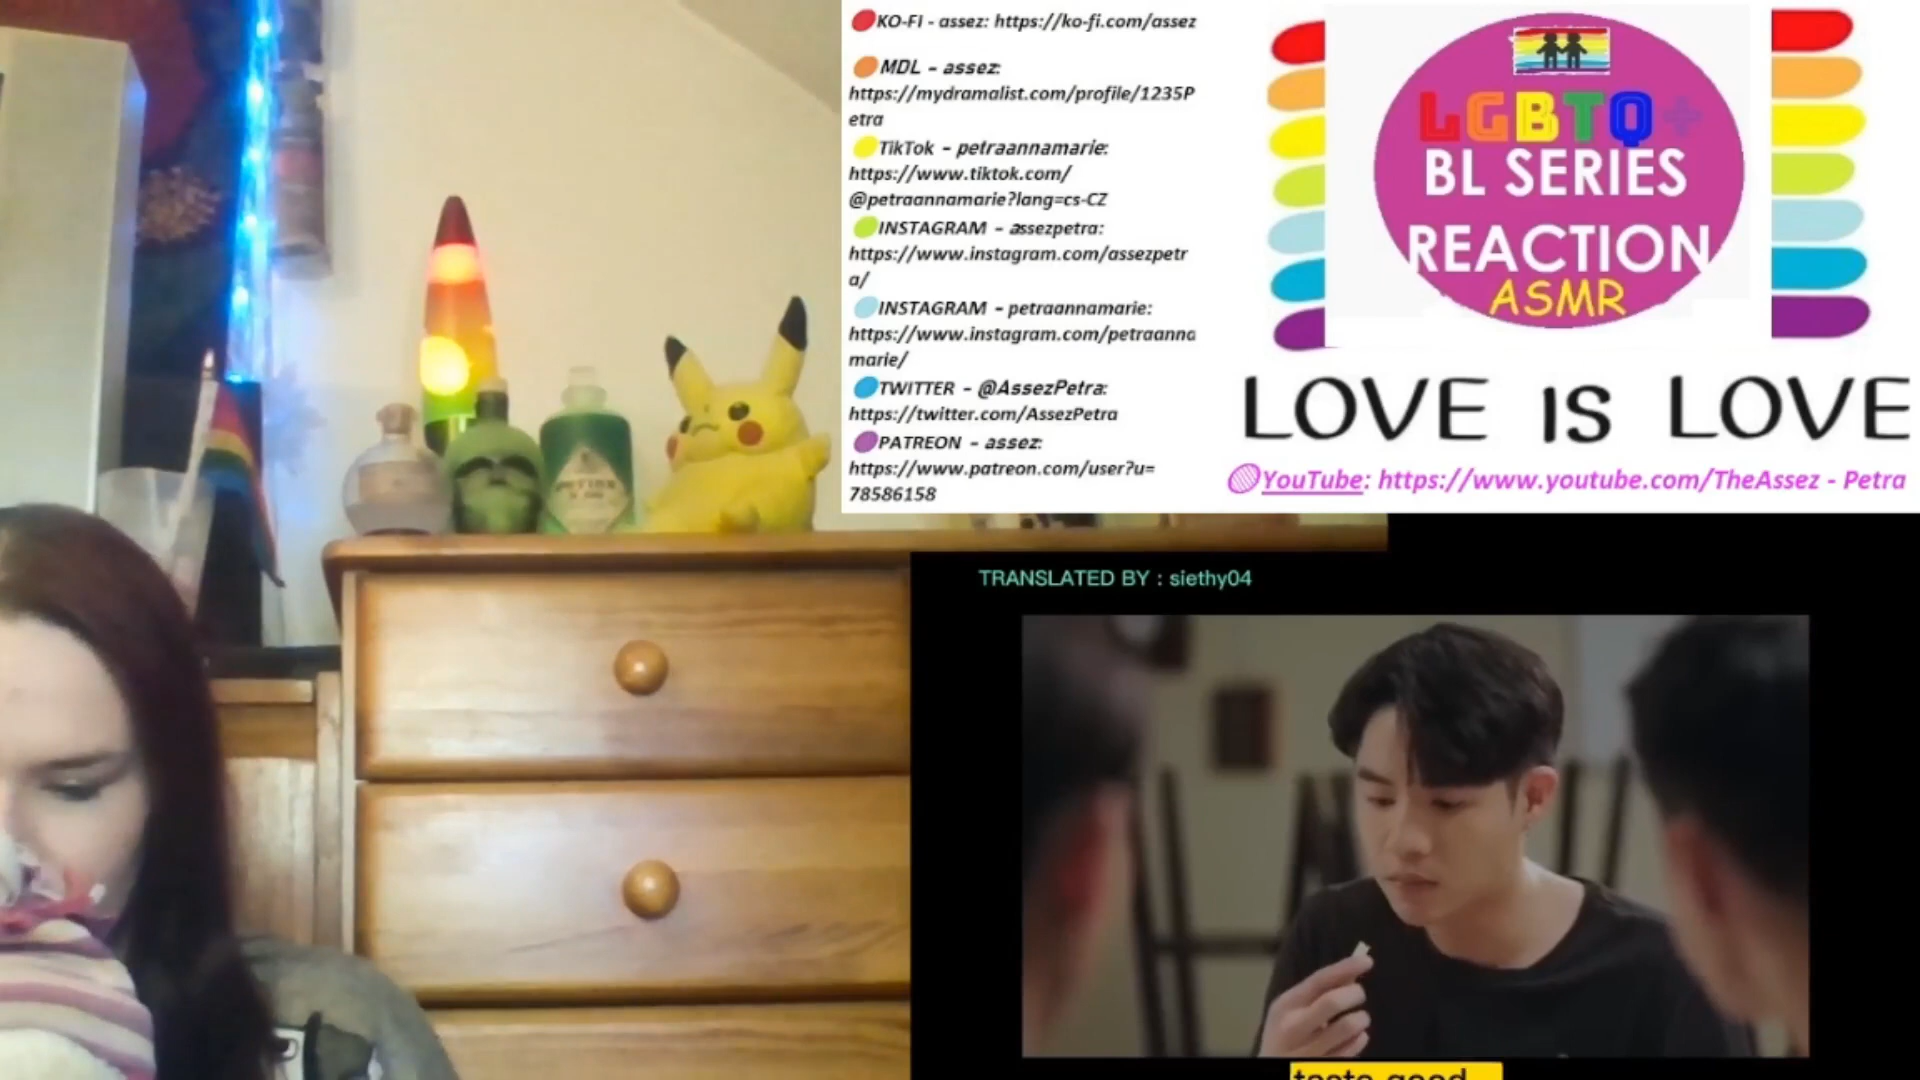 KO-FI - assez: https://ko-fi.com/assez
MDL - assez:
https://mydramalist.com/profile/1235P
etra
TikTok - petraannamarie:
https://www.tiktok.com/
@petraannamarie?lang=cs-CZ
INSTAGRAM - assezpetra:
https://www.instagram.com/assezpetr
a/
INSTAGRAM - petraannamarie:
https://www.instagram.com/petraanna
marie/
TWITTER - @AssezPetra:
https://twitter.com/AssezPetra
PATREON - assez:
https://www.patreon.com/user?u=
78586158
LGBTQ+
BL SERIES
REACTION
ASMR
LOVE IS LOVE
YouTube: https://www.youtube.com/TheAssez - Petra
TRANSLATED BY : siethy04
taste good